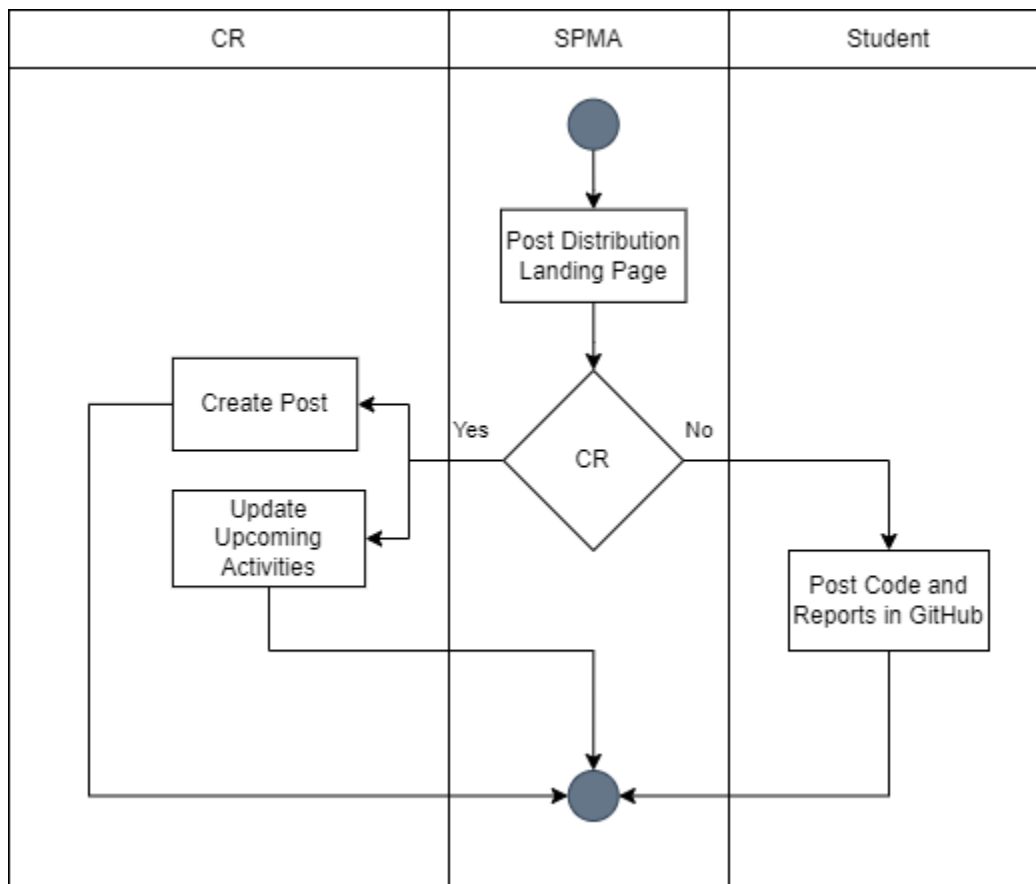 CR
SPMA
Student
Post Distribution
Landing Page
Create Post
Yes
CR
No
Update
Upcoming
Activities
Post Code and
Reports in GitHub